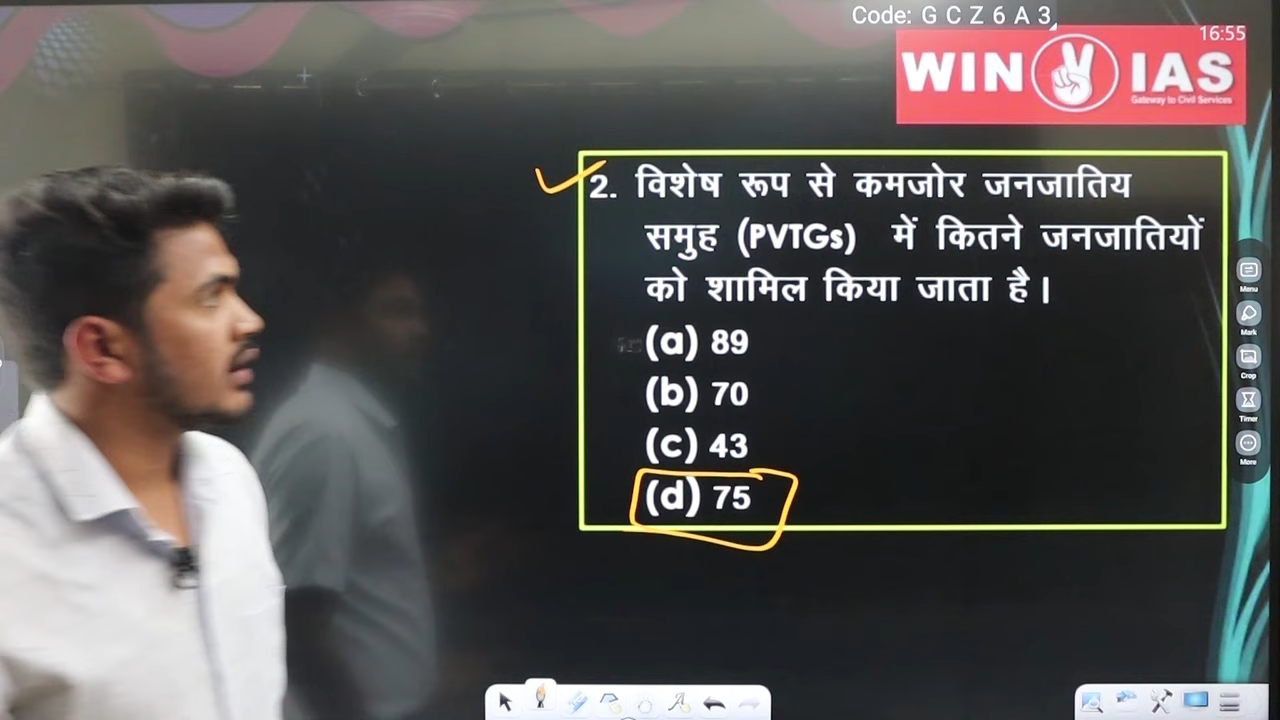 Code: G C Z 6 A 3
16:55
WIN IAS
Gateway to Civil Services
2. विशेष रूप से कमजोर जनजातिय
समुह (PVTGs) में कितने जनजातियों
को शामिल किया जाता है।
(a) 89
(b) 70
(c) 43
(d) 75
Menu
Mark
Crop
Timer
More